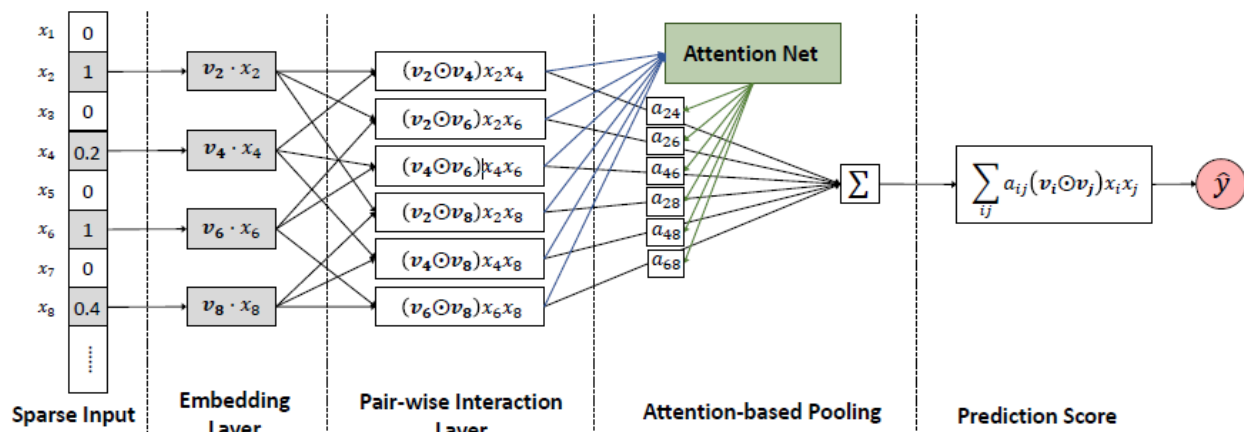 x₁ 0
x₂ 1
x₃ 0
x₄ 0.2
x₅ 0
x₆ 1
x₇ 0
x₈ 0.4
......
Sparse Input
v₂ · x₂
v₄ · x₄
v₆ · x₆
v₈ · x₈
Embedding
Layer
(v₂⊙v₄)x₂x₄
(v₂⊙v₆)x₂x₆
(v₄⊙v₆)x₄x₆
(v₂⊙v₈)x₂x₈
(v₄⊙v₈)x₄x₈
(v₆⊙v₈)x₆x₈
Pair-wise Interaction
Layer
Attention Net
a₂₄
a₂₆
a₄₆
a₂₈
a₄₈
a₆₈
∑
Attention-based Pooling
∑ᵢⱼ aᵢⱼ(vᵢ⊙vⱼ)xᵢxⱼ
ŷ
Prediction Score